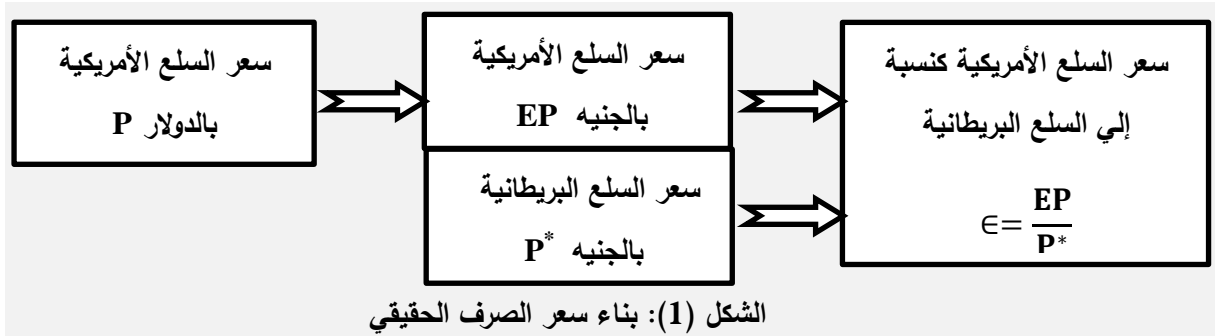 سعر السلع الأمريكية
بالدولار P
سعر السلع الأمريكية
بالجنيه EP
سعر السلع البريطانية
بالجنيه P*
سعر السلع الأمريكية كنسبة
إلي السلع البريطانية
∈= EP/P*
الشكل (1): بناء سعر الصرف الحقيقي